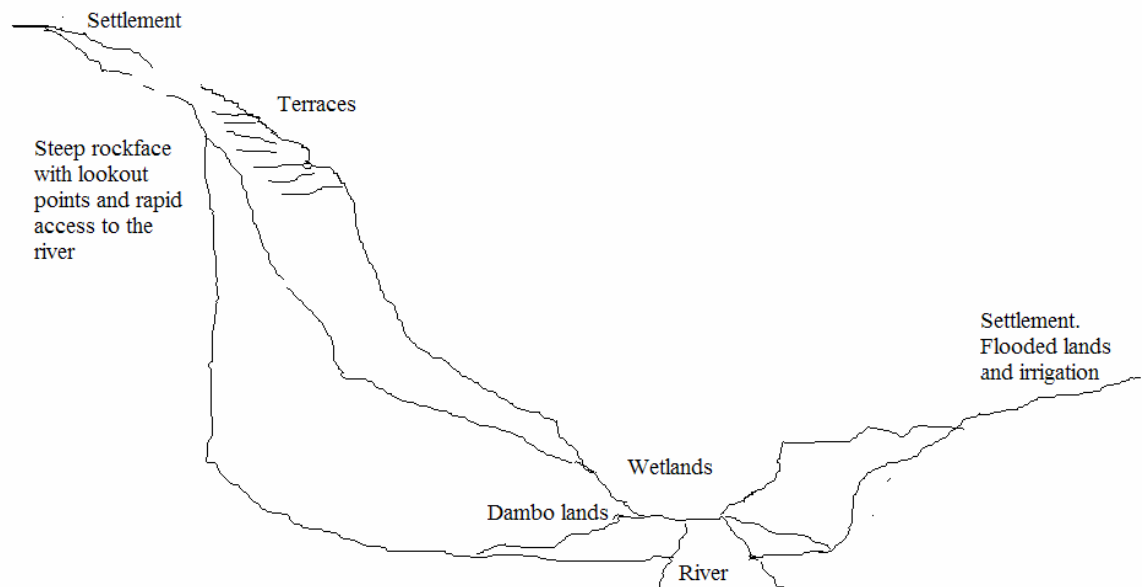 Settlement
Terraces
Steep rockface
with lookout
points and rapid
access to the
river
Settlement.
Flooded lands
and irrigation
Wetlands
Dambo lands
River